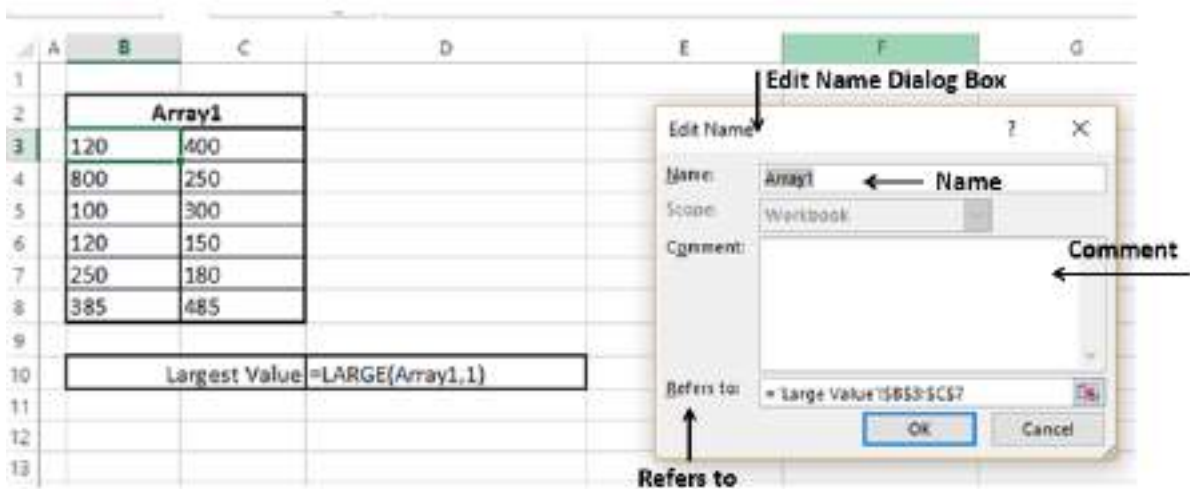 A B C D E F G
1 Edit Name Dialog Box
2 Array1
3 120 400
4 800 250
5 100 300
6 120 150
7 250 180
8 385 485
9
10 Largest Value =LARGE(Array1,1)
11
12
13
Edit Name ? ×
Name: Array1 Name
Scope: Workbook
Comment: Comment
Refers to: ='Large Value'!$B$3:$C$7
OK Cancel
Refers to